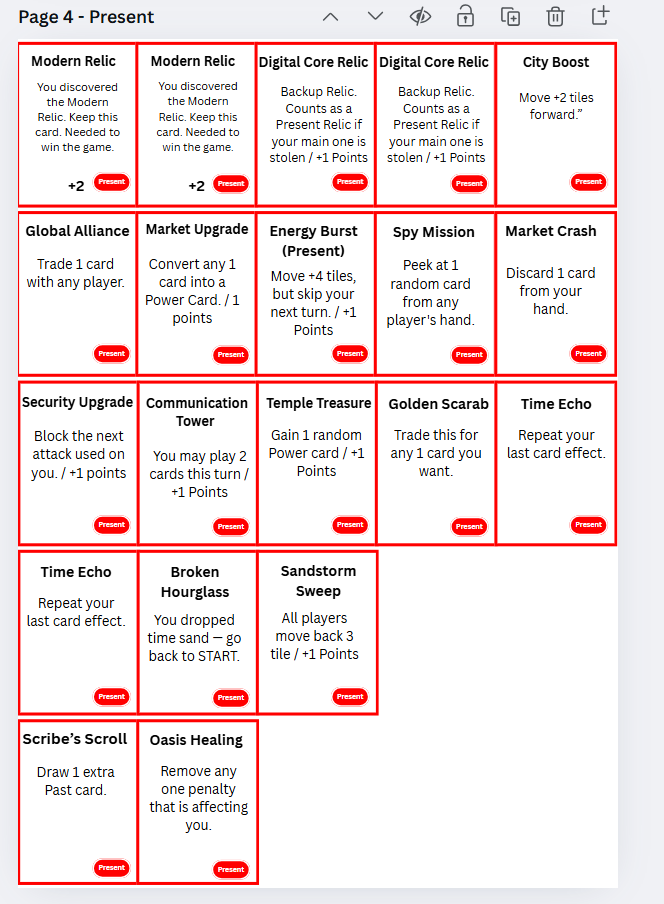 Page 4 - Present
Modern Relic
You discovered
the Modern
Relic. Keep this
card. Needed to
win the game.
+2
Present
Modern Relic
You discovered
the Modern
Relic. Keep this
card. Needed to
win the game.
+2
Present
Digital Core Relic
Backup Relic.
Counts as a
Present Relic if
your main one is
stolen / +1 Points
Present
Digital Core Relic
Backup Relic.
Counts as a
Present Relic if
your main one is
stolen / +1 Points
Present
City Boost
Move +2 tiles
forward.”
Present
Global Alliance
Trade 1 card
with any player.
Present
Market Upgrade
Convert any 1
card into a
Power Card. / 1
points
Present
Energy Burst
(Present)
Move +4 tiles,
but skip your
next turn. / +1
Points
Present
Spy Mission
Peek at 1
random card
from any
player's hand.
Present
Market Crash
Discard 1 card
from your
hand.
Present
Security Upgrade
Block the next
attack used on
you. / +1 points
Present
Communication
Tower
You may play 2
cards this turn /
+1 Points
Present
Temple Treasure
Gain 1 random
Power card / +1
Points
Present
Golden Scarab
Trade this for
any 1 card you
want.
Present
Time Echo
Repeat your
last card effect.
Present
Time Echo
Repeat your
last card effect.
Present
Broken
Hourglass
You dropped
time sand — go
back to START.
Present
Sandstorm
Sweep
All players
move back 3
tile / +1 Points
Present
Scribe’s Scroll
Draw 1 extra
Past card.
Present
Oasis Healing
Remove any
one penalty
that is affecting
you.
Present